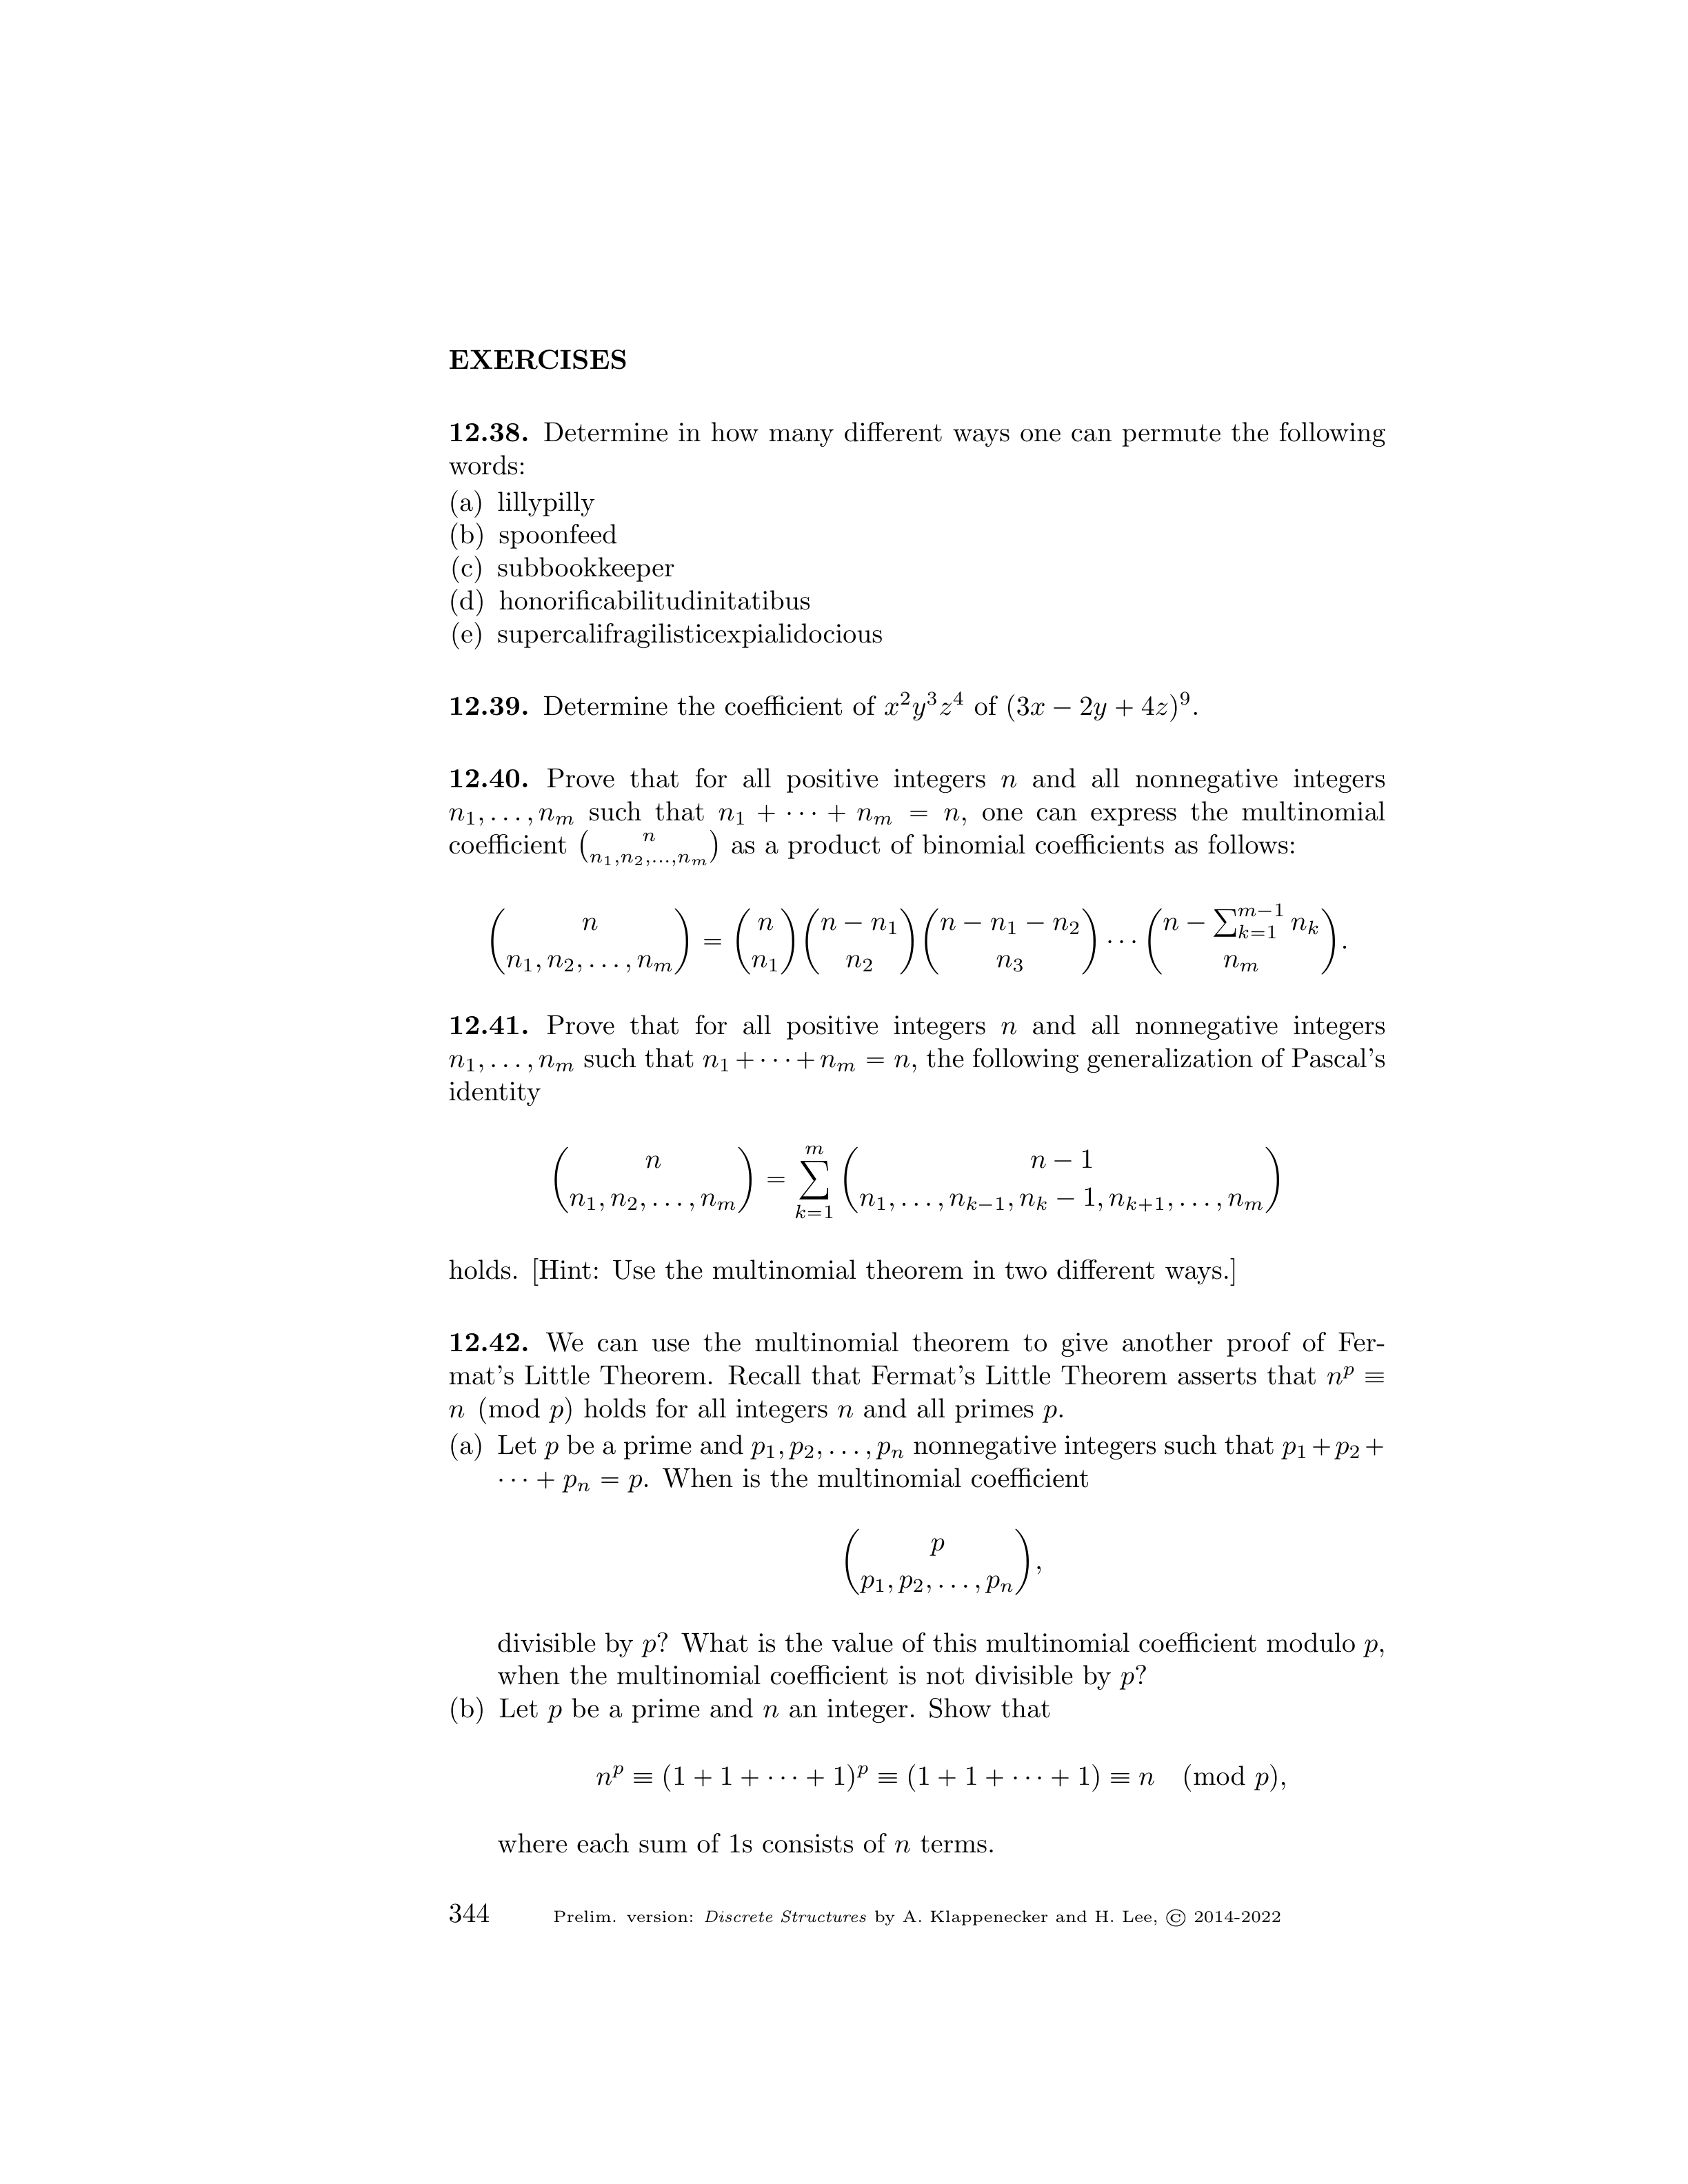 EXERCISES
12.38. Determine in how many different ways one can permute the following
words:
(a) lillypilly
(b) spoonfeed
(c) subbookkeeper
(d) honorificabilitudinitatibus
(e) supercalifragilisticexpialidocious
12.39. Determine the coefficient of $x^2y^3z^4$ of $(3x - 2y + 4z)^9$.
12.40. Prove that for all positive integers $n$ and all nonnegative integers
$n_1, \ldots, n_m$ such that $n_1 + \cdots + n_m = n$, one can express the multinomial
coefficient $\binom{n}{n_1,n_2,\ldots,n_m}$ as a product of binomial coefficients as follows:
$\binom{n}{n_1, n_2, \ldots, n_m} = \binom{n}{n_1}\binom{n - n_1}{n_2}\binom{n - n_1 - n_2}{n_3} \cdots \binom{n - \sum_{k=1}^{m-1} n_k}{n_m}.$
12.41. Prove that for all positive integers $n$ and all nonnegative integers
$n_1, \ldots, n_m$ such that $n_1 + \cdots + n_m = n$, the following generalization of Pascal's
identity
$\binom{n}{n_1, n_2, \ldots, n_m} = \sum_{k=1}^{m} \binom{n - 1}{n_1, \ldots, n_{k-1}, n_k - 1, n_{k+1}, \ldots, n_m}$
holds. [Hint: Use the multinomial theorem in two different ways.]
12.42. We can use the multinomial theorem to give another proof of Fer-
mat's Little Theorem. Recall that Fermat's Little Theorem asserts that $n^p \equiv$
$n \pmod{p}$ holds for all integers $n$ and all primes $p$.
(a) Let $p$ be a prime and $p_1, p_2, \ldots, p_n$ nonnegative integers such that $p_1 + p_2 +$
$\cdots + p_n = p$. When is the multinomial coefficient
$\binom{p}{p_1, p_2, \ldots, p_n},$
divisible by $p$? What is the value of this multinomial coefficient modulo $p$,
when the multinomial coefficient is not divisible by $p$?
(b) Let $p$ be a prime and $n$ an integer. Show that
$n^p \equiv (1 + 1 + \cdots + 1)^p \equiv (1 + 1 + \cdots + 1) \equiv n \pmod{p},$
where each sum of 1s consists of $n$ terms.
344 Prelim. version: Discrete Structures by A. Klappenecker and H. Lee, © 2014-2022